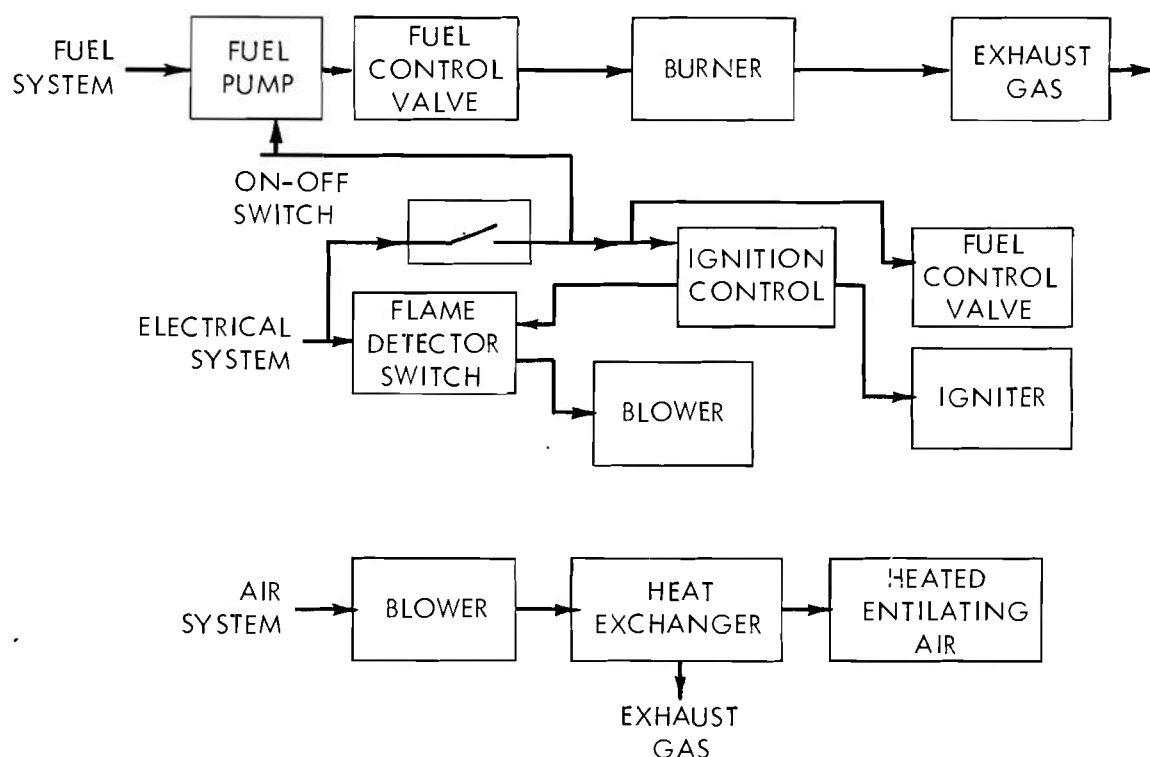 FUEL
SYSTEM
FUEL
PUMP
FUEL
CONTROL
VALVE
BURNER
EXHAUST
GAS
ON-OFF
SWITCH
IGNITION
CONTROL
FUEL
CONTROL
VALVE
ELECTRICAL
SYSTEM
FLAME
DETECTOR
SWITCH
BLOWER
IGNITER
AIR
SYSTEM
BLOWER
HEAT
EXCHANGER
HEATED
ENTILATING
AIR
EXHAUST
GAS